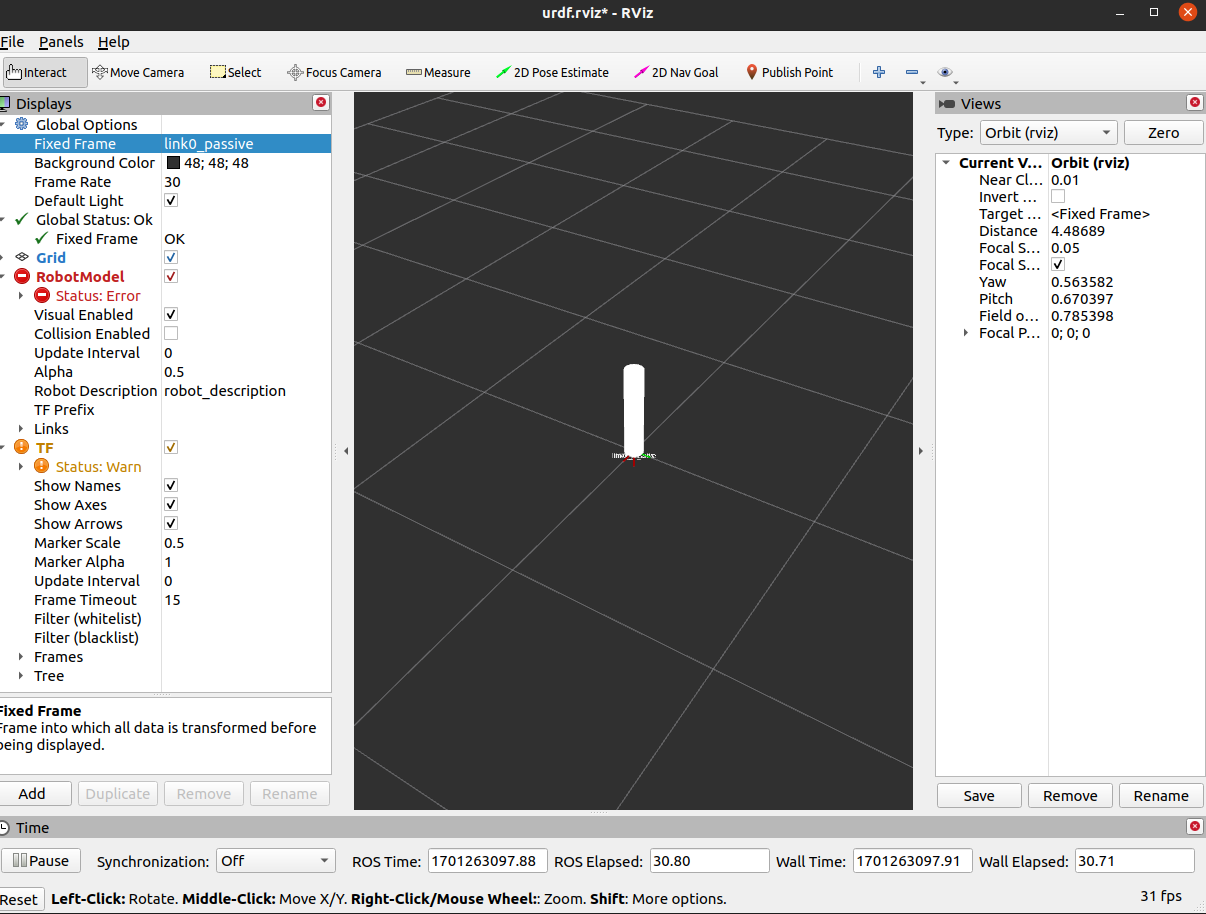 urdf.rviz* - RViz
File Panels Help
Interact Move Camera Select Focus Camera Measure 2D Pose Estimate 2D Nav Goal Publish Point
Displays
Global Options
Fixed Frame link0_passive
Background Color 48; 48; 48
Frame Rate 30
Default Light
Global Status: Ok
Fixed Frame OK
Grid
RobotModel
Status: Error
Visual Enabled
Collision Enabled
Update Interval 0
Alpha 0.5
Robot Description robot_description
TF Prefix
Links
TF
Status: Warn
Show Names
Show Axes
Show Arrows
Marker Scale 0.5
Marker Alpha 1
Update Interval 0
Frame Timeout 15
Filter (whitelist)
Filter (blacklist)
Frames
Tree
Fixed Frame
Frame into which all data is transformed before
being displayed.
Add Duplicate Remove Rename
Views
Type: Orbit (rviz) Zero
Current V... Orbit (rviz)
Near Cl... 0.01
Invert ...
Target ... <Fixed Frame>
Distance 4.48689
Focal S... 0.05
Focal S...
Yaw 0.563582
Pitch 0.670397
Field o... 0.785398
Focal P... 0; 0; 0
Save Remove Rename
Time
Pause Synchronization: Off ROS Time: 1701263097.88 ROS Elapsed: 30.80 Wall Time: 1701263097.91 Wall Elapsed: 30.71
Reset Left-Click: Rotate. Middle-Click: Move X/Y. Right-Click/Mouse Wheel:: Zoom. Shift: More options. 31 fps